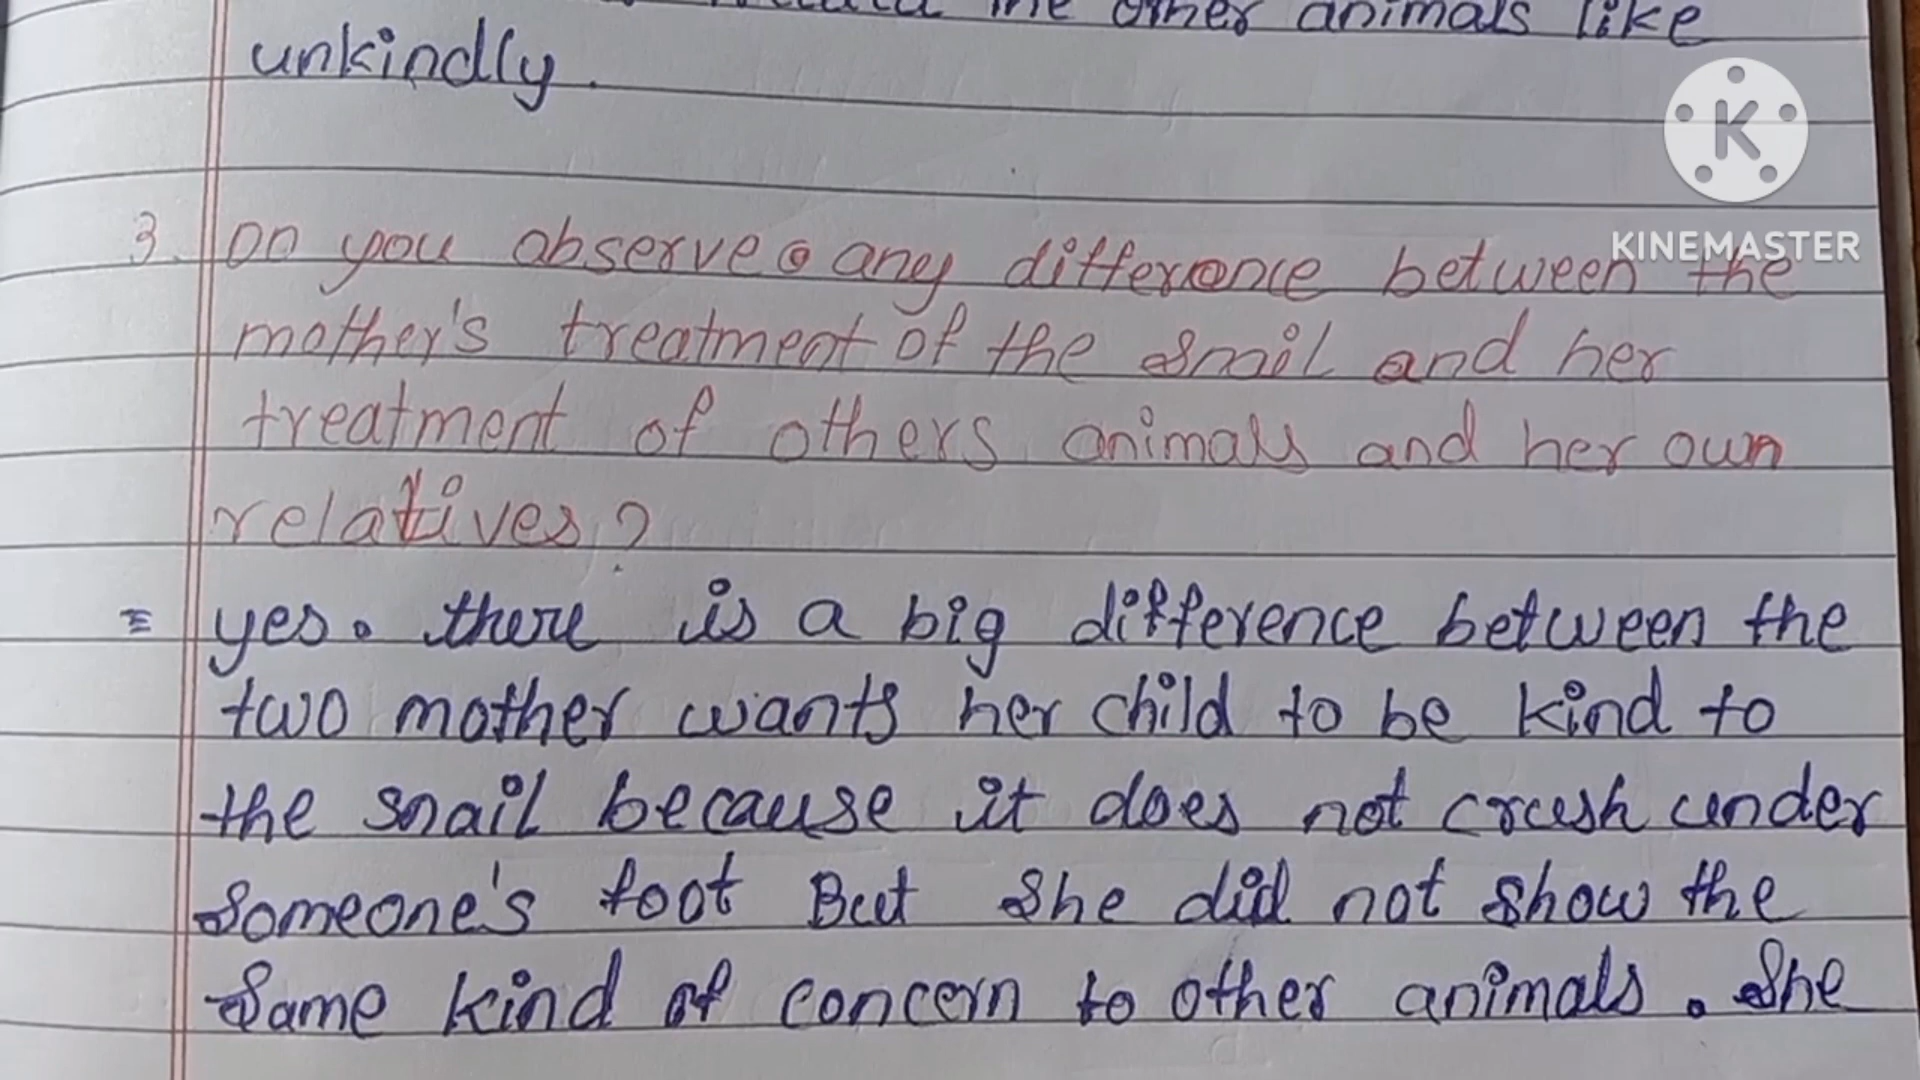 the other animals like
unkindly.
3. Do you observe any difference between the
mother's treatment of the snail and her
treatment of others animals and her own
relatives?
= yes. there is a big difference between the
two mother wants her child to be kind to
the snail because it does not crush under
someone's foot But she did not show the
same kind of concern to other animals. She
K
KINEMASTER